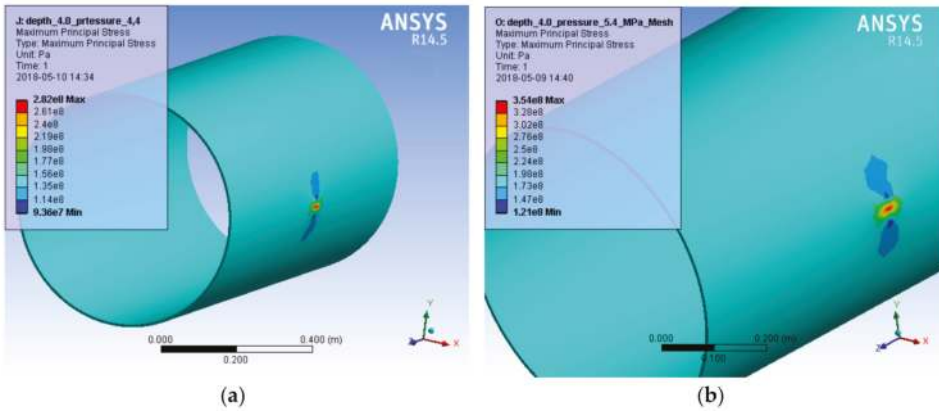 J: depth_4.0_prtessure_4,4
Maximum Principal Stress
Type: Maximum Principal Stress
Unit: Pa
Time: 1
2018-05-10 14:34
2.82e8 Max
2.61e8
2.4e8
2.19e8
1.98e8
1.77e8
1.56e8
1.35e8
1.14e8
9.36e7 Min
ANSYS
R14.5
0.000
0.400 (m)
0.200
Y
Z
X
(a)
O: depth_4.0_pressure_5.4_MPa_Mesh
Maximum Principal Stress
Type: Maximum Principal Stress
Unit: Pa
Time: 1
2018-05-09 14:40
3.54e8 Max
3.28e8
3.02e8
2.76e8
2.5e8
2.24e8
1.98e8
1.73e8
1.47e8
1.21e8 Min
ANSYS
R14.5
0.000
0.200 (m)
0.100
Y
Z
X
(b)